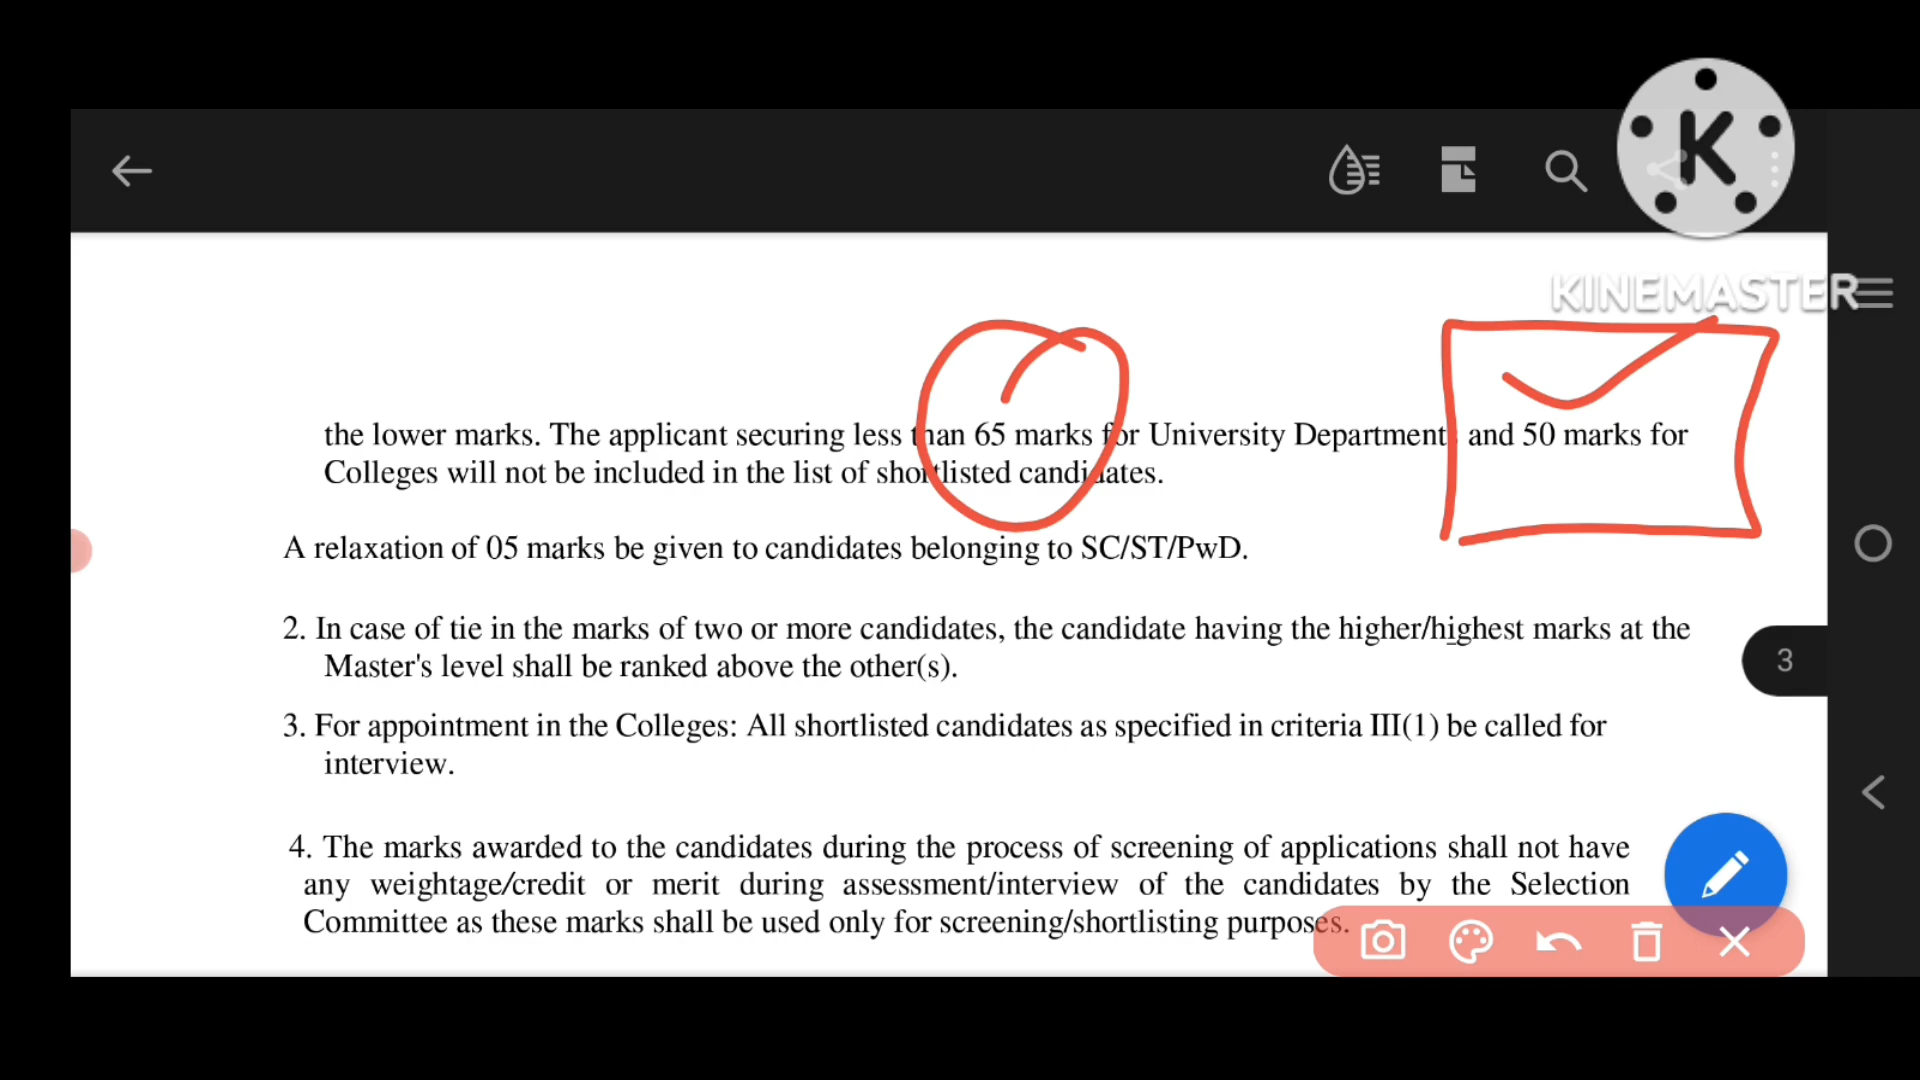 K
KINEMASTER
the lower marks. The applicant securing less than 65 marks for University Departments and 50 marks for
Colleges will not be included in the list of shortlisted candidates.
A relaxation of 05 marks be given to candidates belonging to SC/ST/PwD.
2. In case of tie in the marks of two or more candidates, the candidate having the higher/highest marks at the
Master's level shall be ranked above the other(s).
3
3. For appointment in the Colleges: All shortlisted candidates as specified in criteria III(1) be called for
interview.
4. The marks awarded to the candidates during the process of screening of applications shall not have
any weightage/credit or merit during assessment/interview of the candidates by the Selection
Committee as these marks shall be used only for screening/shortlisting purposes.